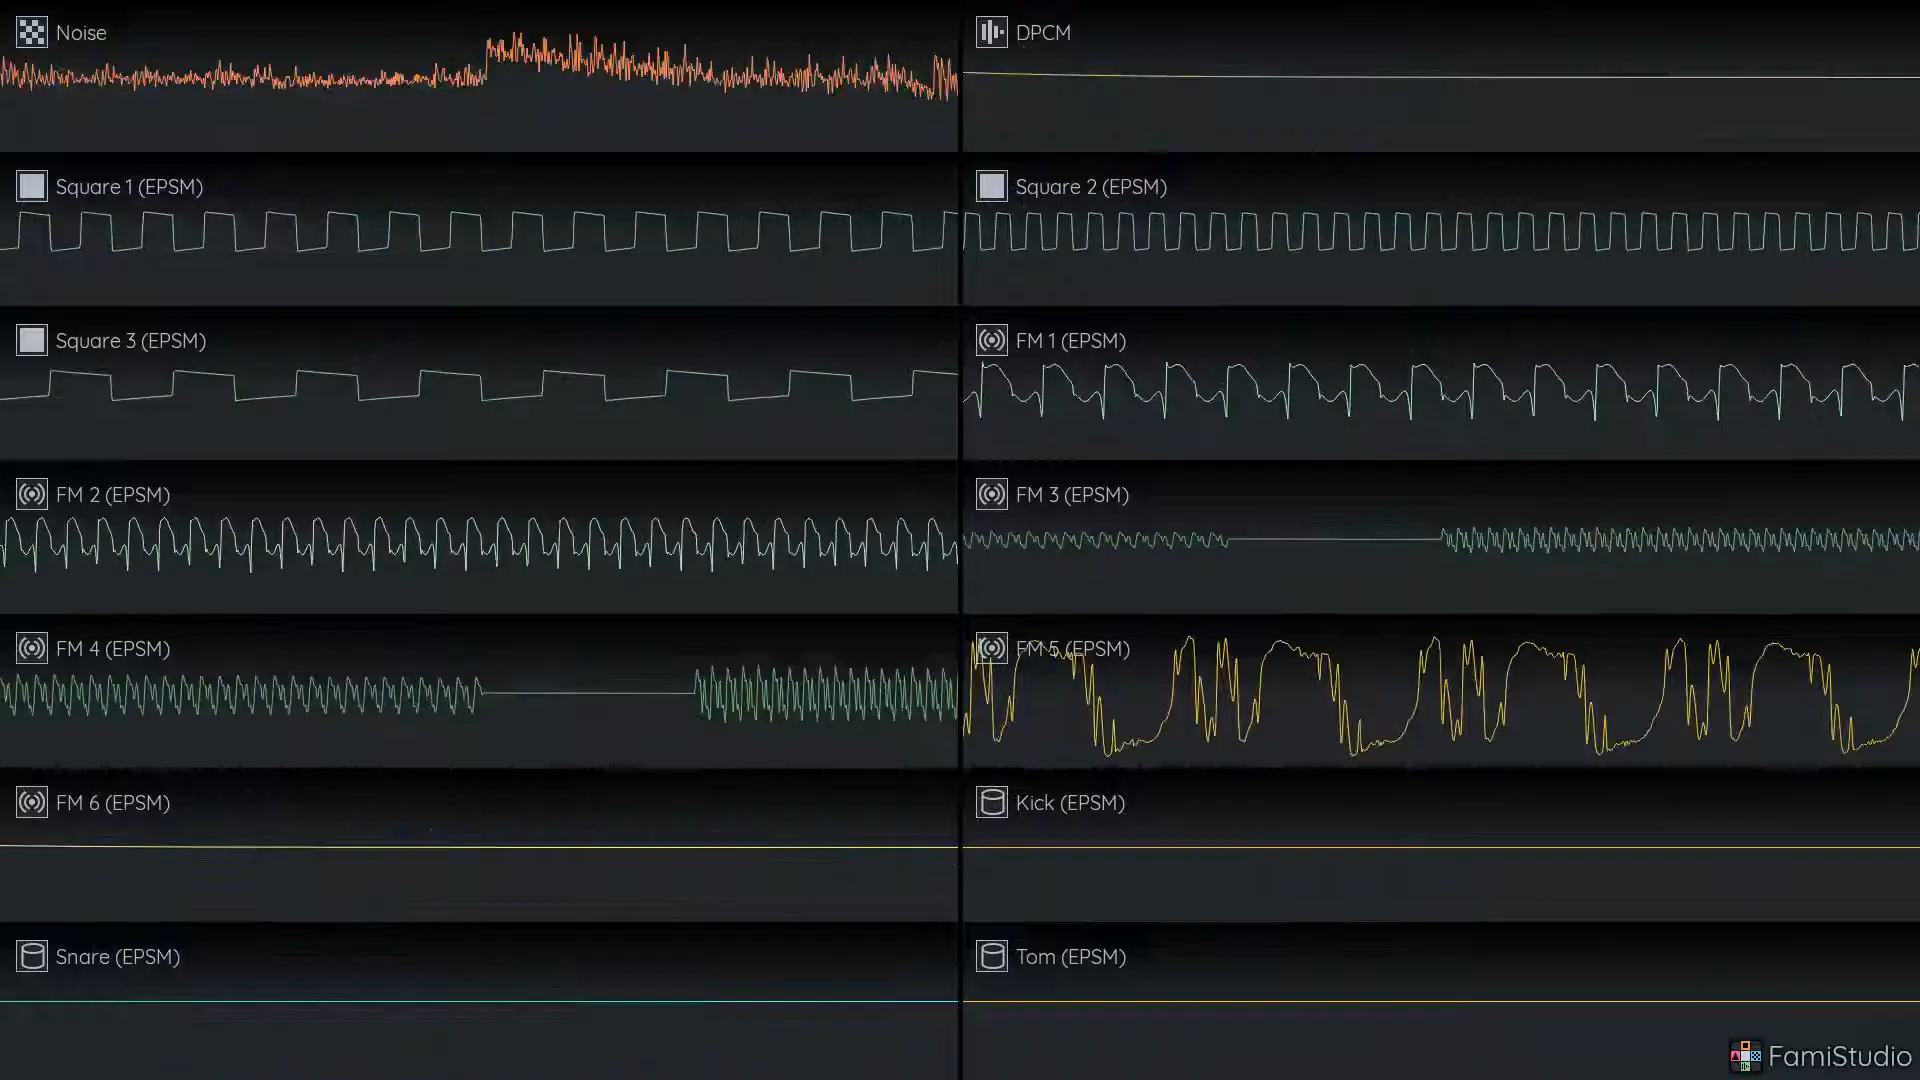 Noise
DPCM
Square 1 (EPSM)
Square 2 (EPSM)
Square 3 (EPSM)
FM 1 (EPSM)
FM 2 (EPSM)
FM 3 (EPSM)
FM 4 (EPSM)
FM 5 (EPSM)
FM 6 (EPSM)
Kick (EPSM)
Snare (EPSM)
Tom (EPSM)
FamiStudio